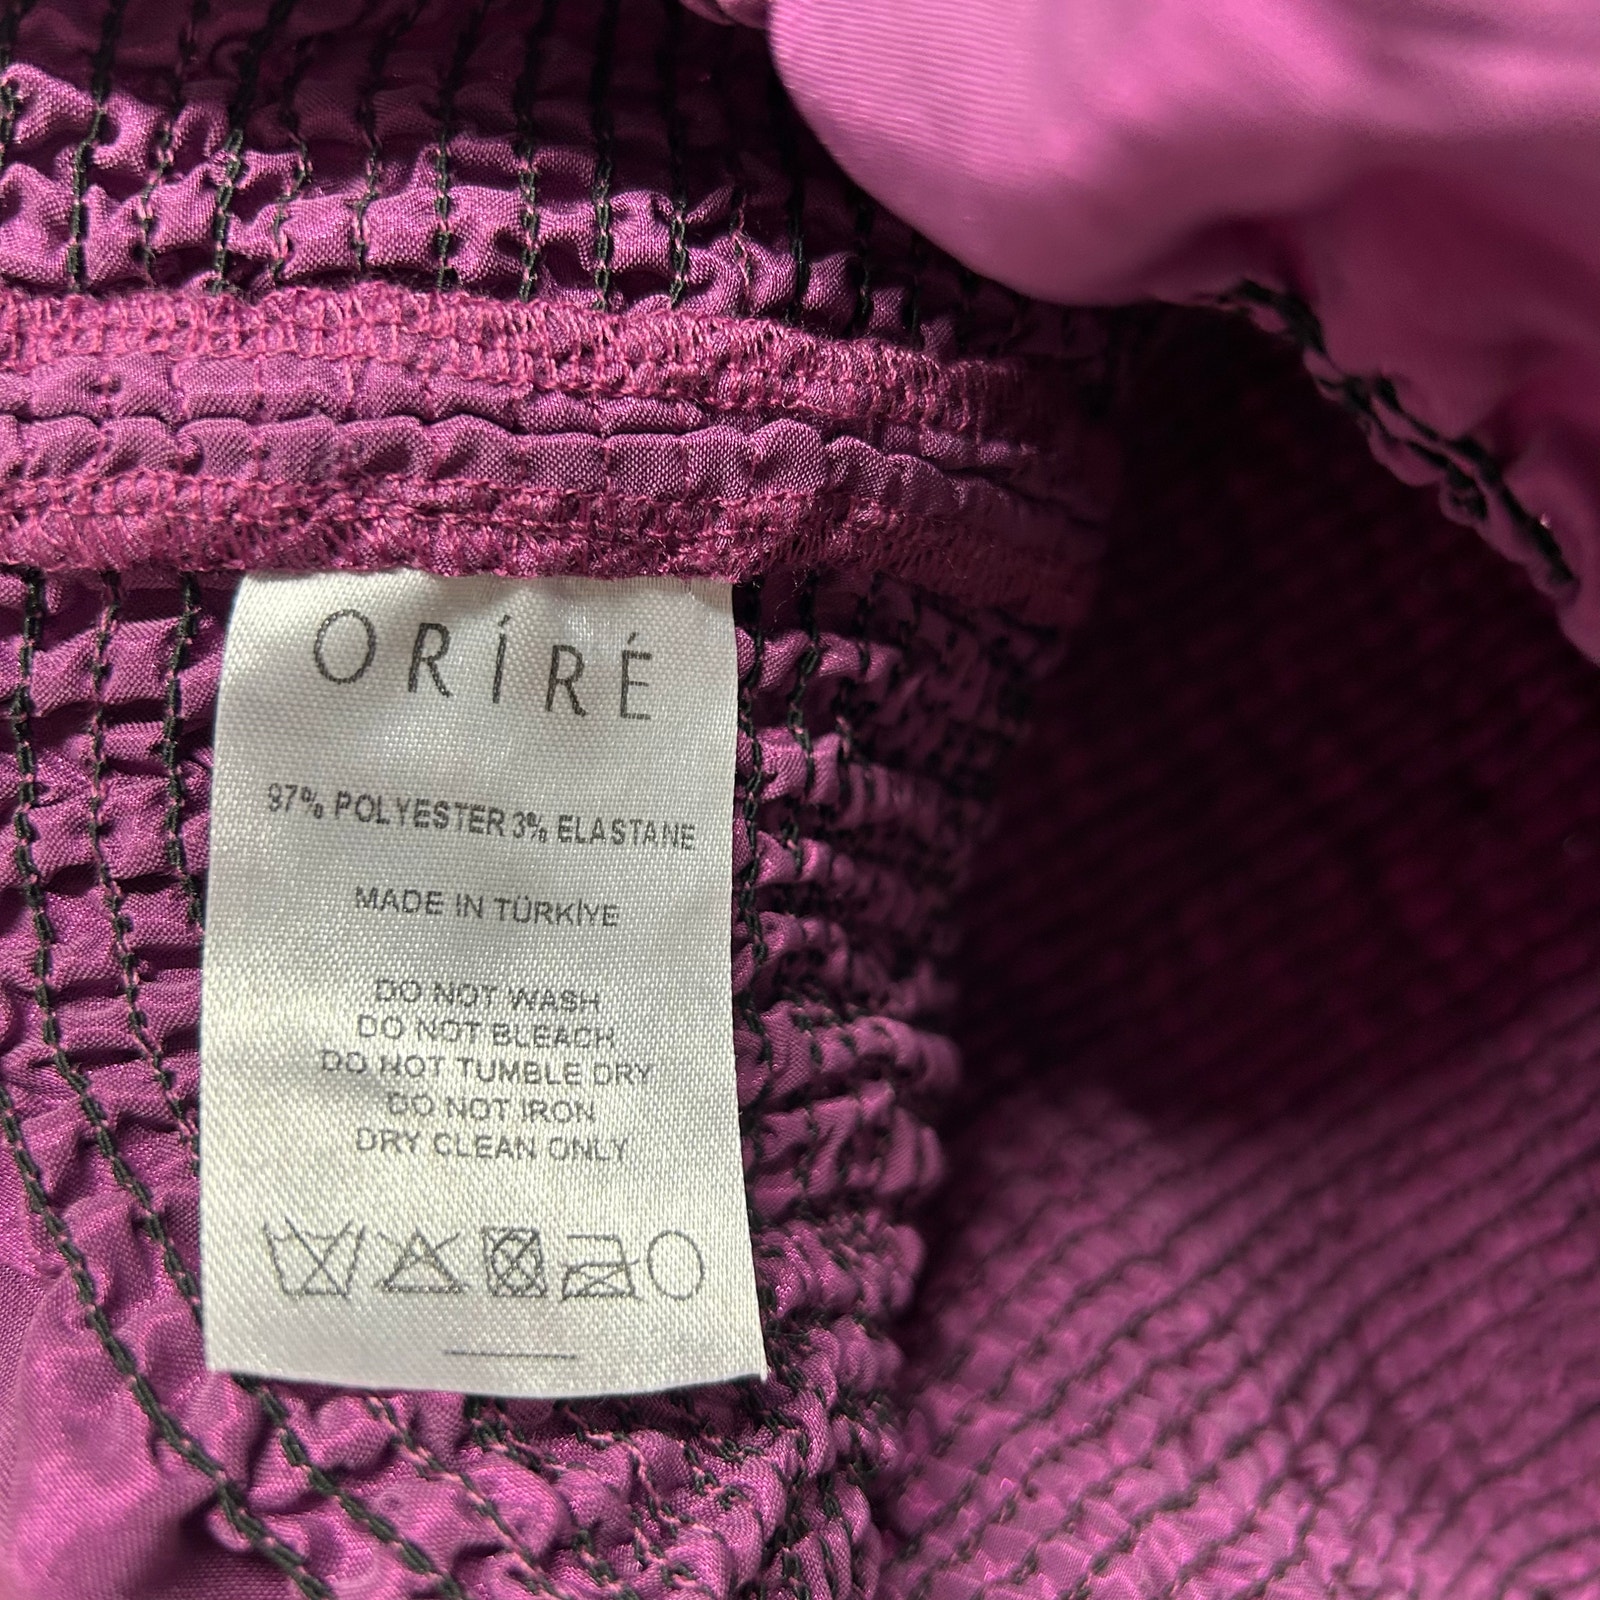 ORÍRÉ
97% POLYESTER 3% ELASTANE
MADE IN TÜRKİYE
DO NOT WASH
DO NOT BLEACH
DO NOT TUMBLE DRY
DO NOT IRON
DRY CLEAN ONLY